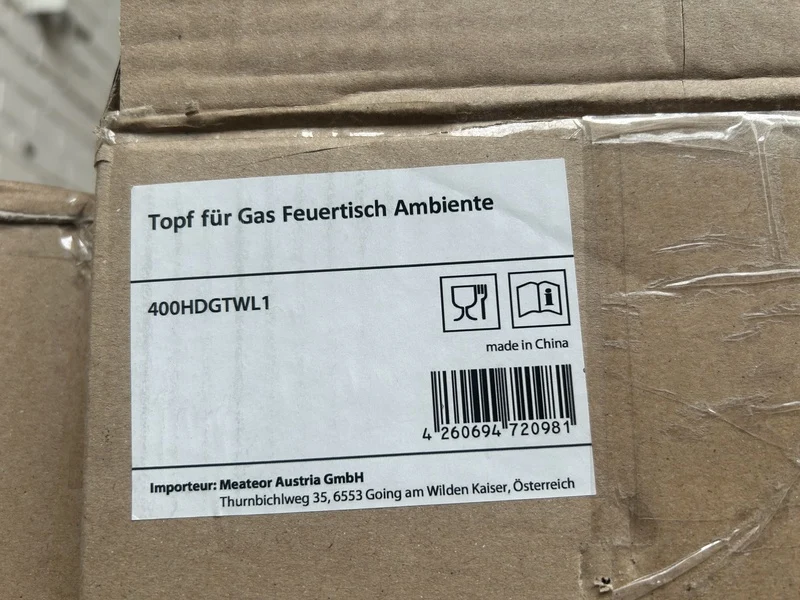 Topf für Gas Feuertisch Ambiente
400HDGTWL1
made in China
4 260694 720981
Importeur: Meateor Austria GmbH
Thurnbichlweg 35, 6553 Going am Wilden Kaiser, Österreich